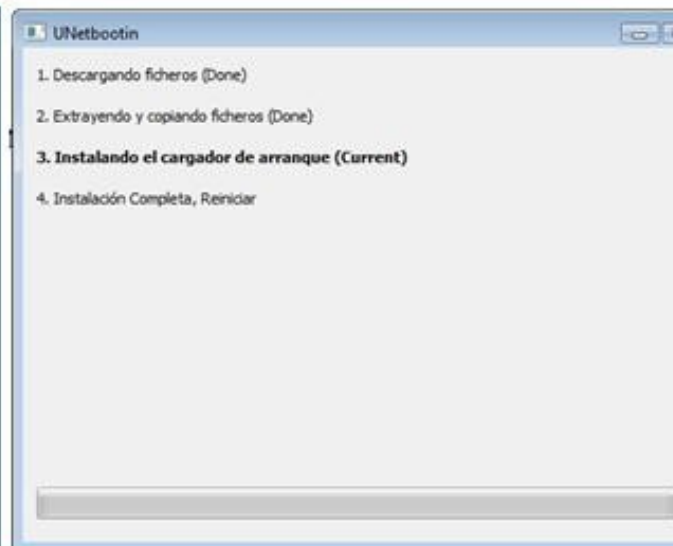 UNetbootin
1. Descargando ficheros (Done)
2. Extrayendo y copiando ficheros (Done)
3. Instalando el cargador de arranque (Current)
4. Instalación Completa, Reiniciar